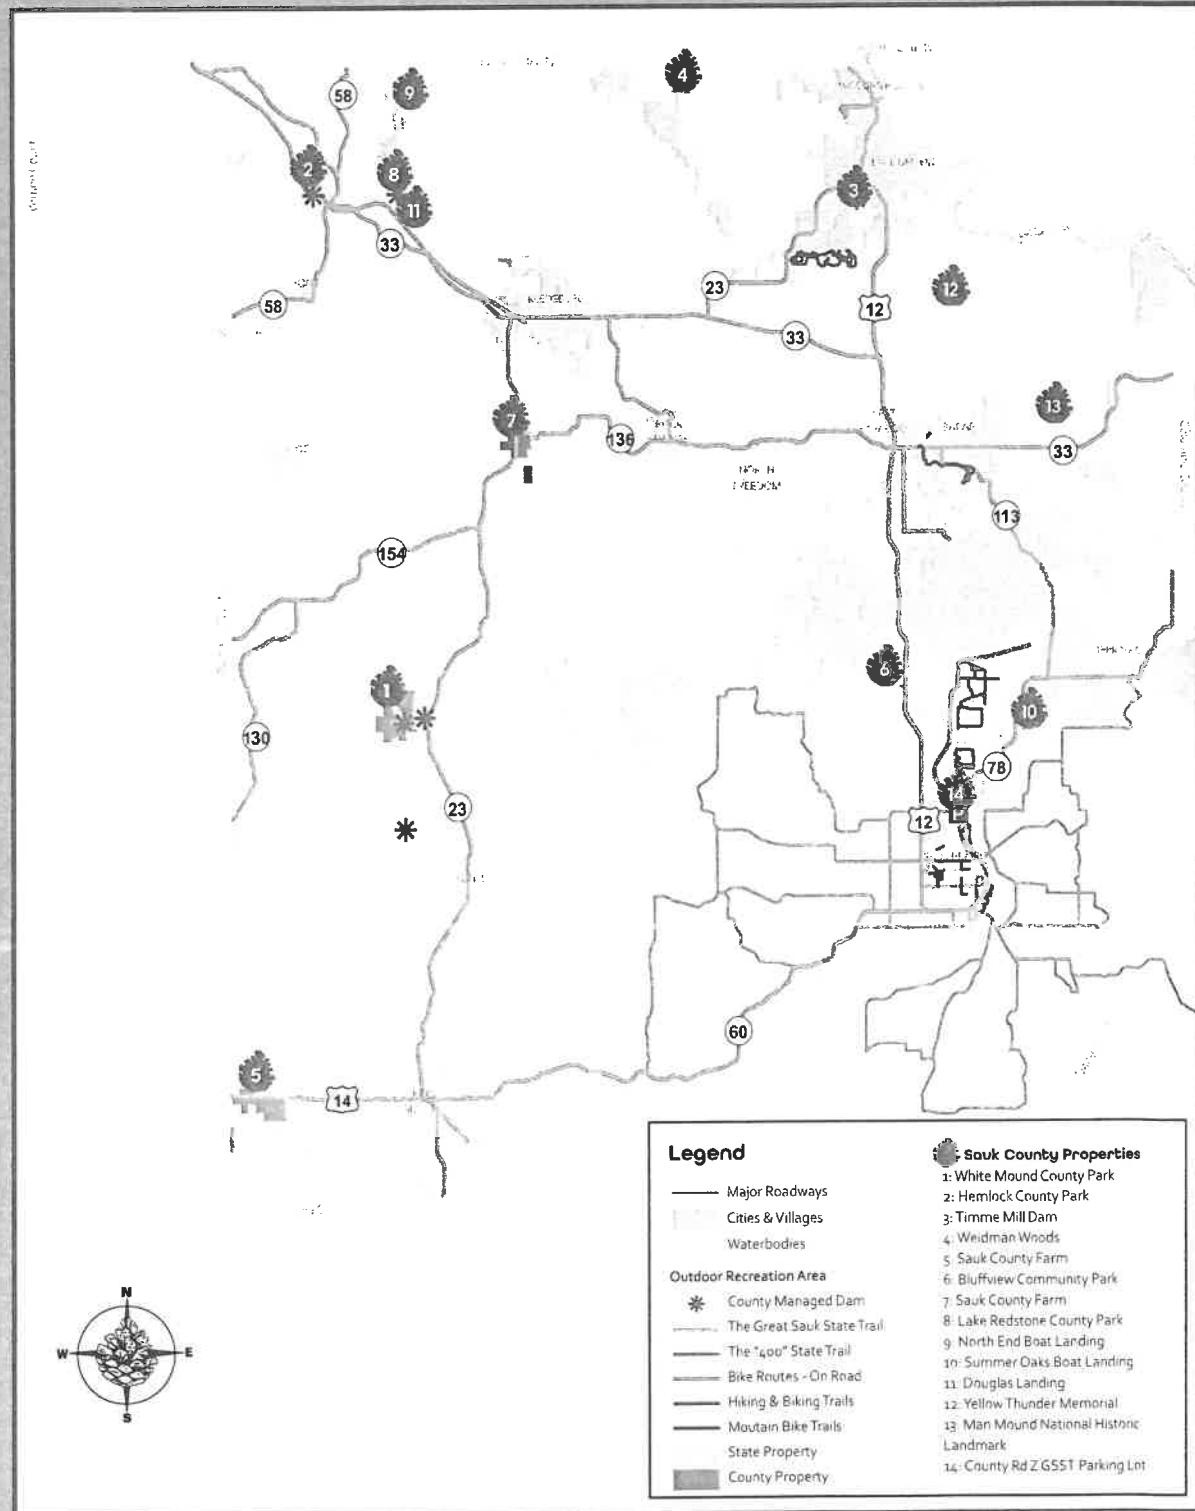 4
9
58
2
8
3
11
33
23
12
12
58
33
13
7
136
33
NORTH
FREEDOM
113
154
6
1
10
130
78
14
23
12
60
5
14
Legend
Major Roadways
Cities & Villages
Waterbodies
Outdoor Recreation Area
County Managed Dam
The Great Sauk State Trail
The "400" State Trail
Bike Routes - On Road
Hiking & Biking Trails
Moutain Bike Trails
State Property
County Property
Sauk County Properties
1: White Mound County Park
2: Hemlock County Park
3: Timme Mill Dam
4: Weidman Woods
5: Sauk County Farm
6: Bluffview Community Park
7: Sauk County Farm
8: Lake Redstone County Park
9: North End Boat Landing
10: Summer Oaks Boat Landing
11: Douglas Landing
12: Yellow Thunder Memorial
13: Man Mound National Historic
Landmark
14: County Rd Z GSST Parking Lot
N
W
E
S